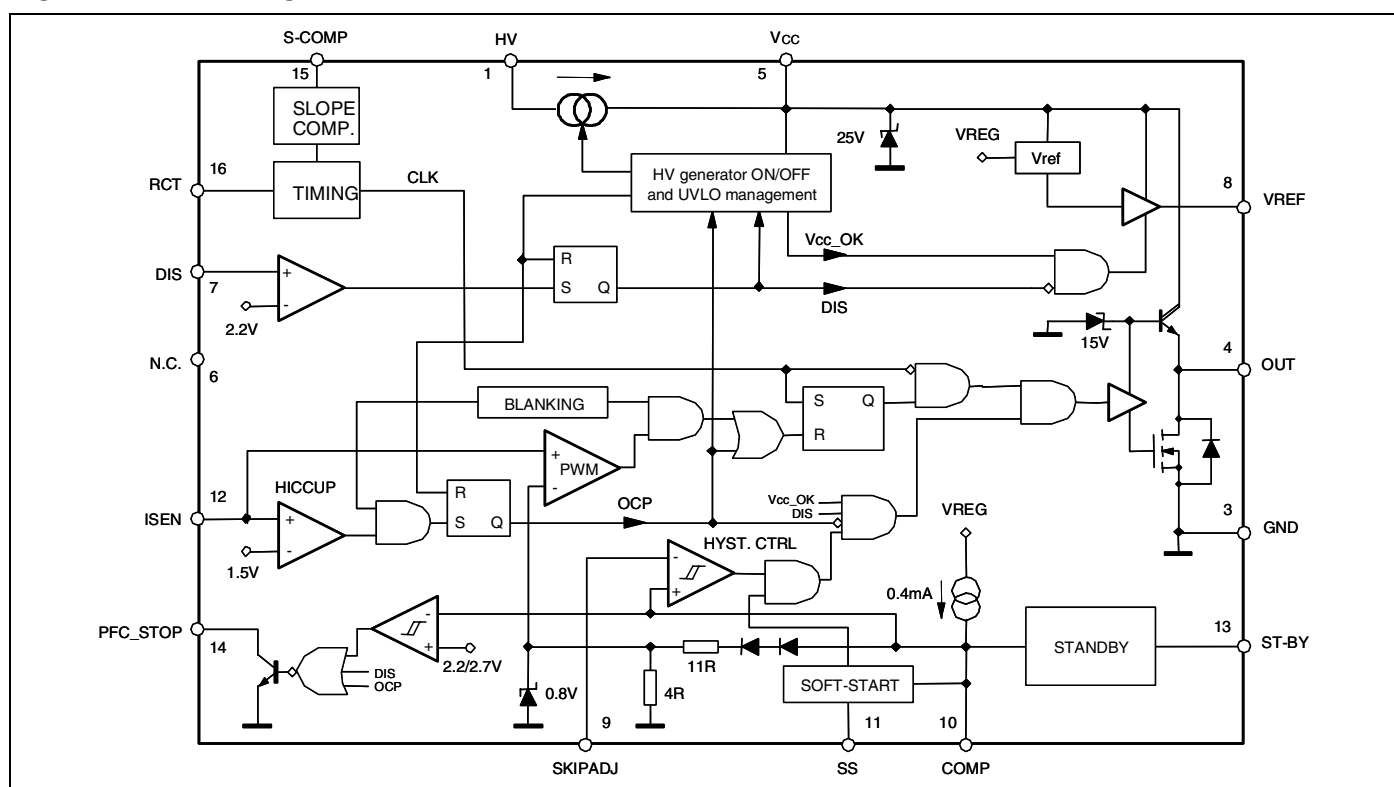 S-COMP
HV
Vcc
15
1
5
SLOPE
COMP.
25V
VREG
Vref
16
RCT
TIMING
CLK
HV generator ON/OFF
and UVLO management
8
VREF
Vcc_OK
DIS
7
+
-
2.2V
R
S
Q
DIS
15V
N.C.
6
4
OUT
BLANKING
S
Q
R
+
-
PWM
12
HICCUP
ISEN
+
-
1.5V
R
S
Q
OCP
Vcc_OK
DIS
VREG
3
GND
HYST. CTRL
-
+
0.4mA
PFC_STOP
14
-
+
2.2/2.7V
DIS
OCP
11R
STANDBY
13
ST-BY
0.8V
4R
SOFT-START
9
11
10
SKIPADJ
SS
COMP